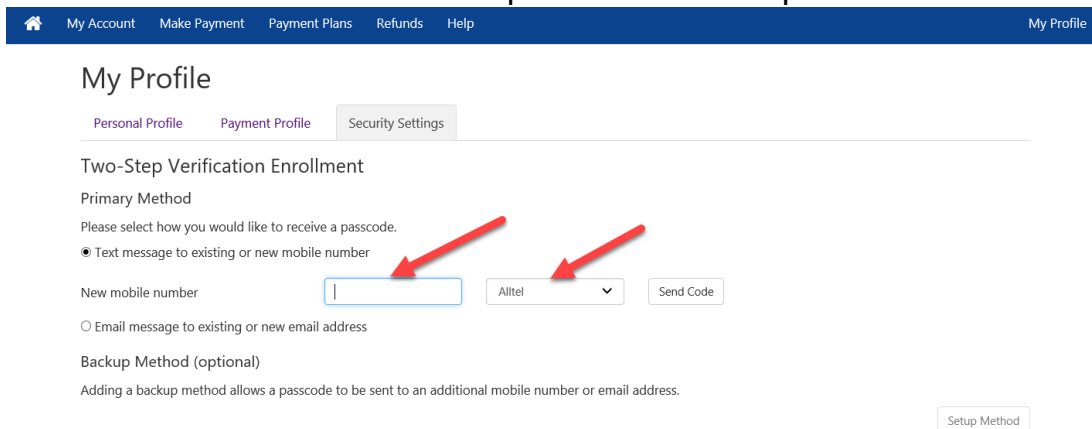 My Account Make Payment Payment Plans Refunds Help My Profile
My Profile
Personal Profile Payment Profile Security Settings
Two-Step Verification Enrollment
Primary Method
Please select how you would like to receive a passcode.
Text message to existing or new mobile number
New mobile number Alltel Send Code
Email message to existing or new email address
Backup Method (optional)
Adding a backup method allows a passcode to be sent to an additional mobile number or email address.
Setup Method